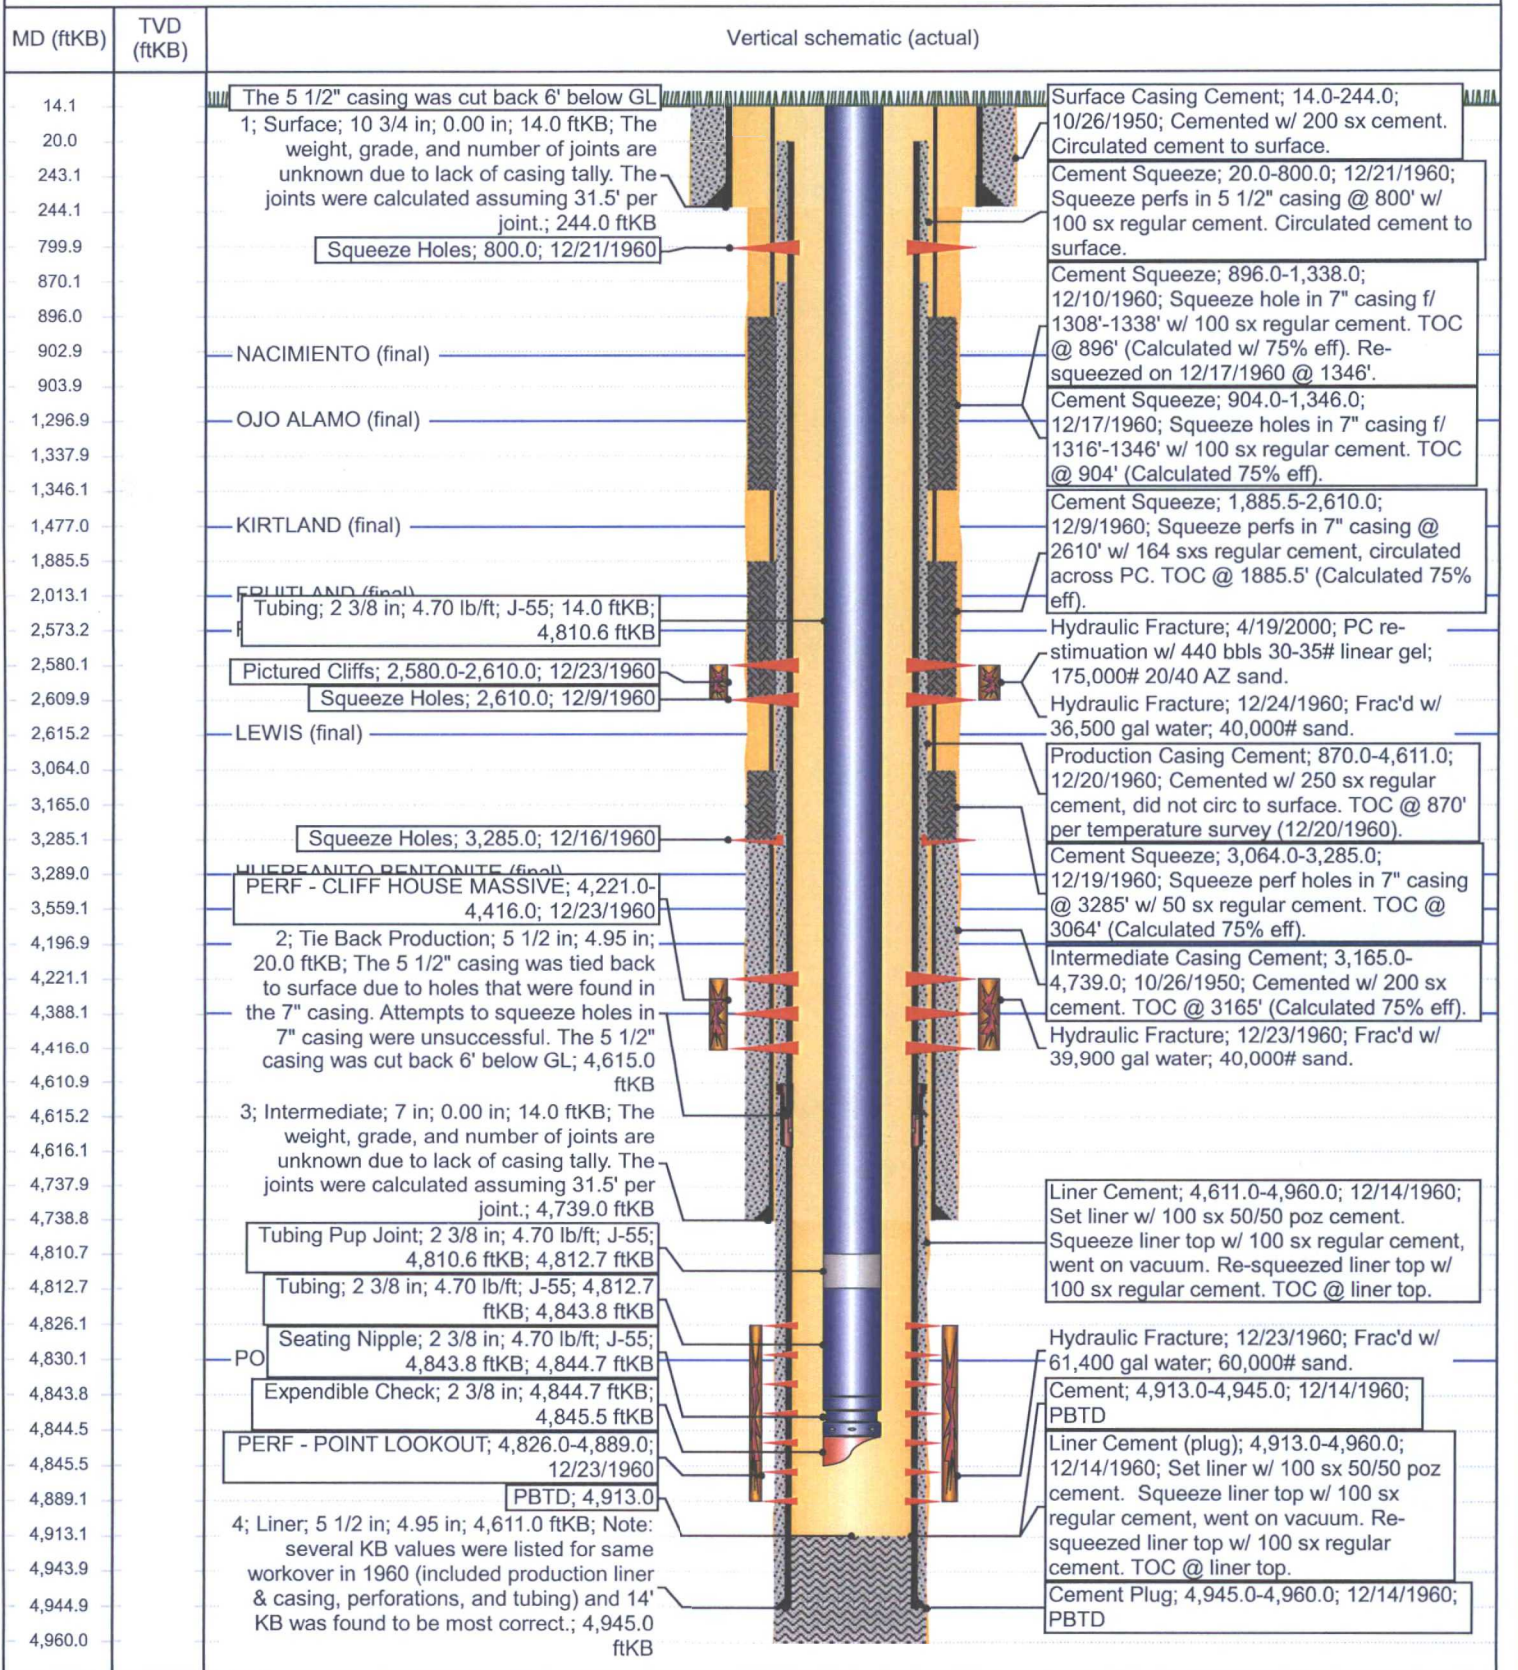 MD (ftKB)
TVD
(ftKB)
Vertical schematic (actual)
14.1
20.0
243.1
244.1
799.9
870.1
896.0
902.9
903.9
1,296.9
1,337.9
1,346.1
1,477.0
1,885.5
2,013.1
2,573.2
2,580.1
2,609.9
2,615.2
3,064.0
3,165.0
3,285.1
3,289.0
3,559.1
4,196.9
4,221.1
4,388.1
4,416.0
4,610.9
4,615.2
4,616.1
4,737.9
4,738.8
4,810.7
4,812.7
4,826.1
4,830.1
4,843.8
4,844.5
4,845.5
4,889.1
4,913.1
4,943.9
4,944.9
4,960.0
The 5 1/2" casing was cut back 6' below GL
1; Surface; 10 3/4 in; 0.00 in; 14.0 ftKB; The
weight, grade, and number of joints are
unknown due to lack of casing tally. The
joints were calculated assuming 31.5' per
joint.; 244.0 ftKB
Squeeze Holes; 800.0; 12/21/1960
NACIMIENTO (final)
OJO ALAMO (final)
KIRTLAND (final)
FRUITLAND (final)
Tubing; 2 3/8 in; 4.70 lb/ft; J-55; 14.0 ftKB;
4,810.6 ftKB
Pictured Cliffs; 2,580.0-2,610.0; 12/23/1960
Squeeze Holes; 2,610.0; 12/9/1960
LEWIS (final)
Squeeze Holes; 3,285.0; 12/16/1960
HUERFANITO BENTONITE (final)
PERF - CLIFF HOUSE MASSIVE; 4,221.0-
4,416.0; 12/23/1960
2; Tie Back Production; 5 1/2 in; 4.95 in;
20.0 ftKB; The 5 1/2" casing was tied back
to surface due to holes that were found in
the 7" casing. Attempts to squeeze holes in
7" casing were unsuccessful. The 5 1/2"
casing was cut back 6' below GL; 4,615.0
ftKB
3; Intermediate; 7 in; 0.00 in; 14.0 ftKB; The
weight, grade, and number of joints are
unknown due to lack of casing tally. The
joints were calculated assuming 31.5' per
joint.; 4,739.0 ftKB
Tubing Pup Joint; 2 3/8 in; 4.70 lb/ft; J-55;
4,810.6 ftKB; 4,812.7 ftKB
Tubing; 2 3/8 in; 4.70 lb/ft; J-55; 4,812.7
ftKB; 4,843.8 ftKB
Seating Nipple; 2 3/8 in; 4.70 lb/ft; J-55;
4,843.8 ftKB; 4,844.7 ftKB
PO
Expendible Check; 2 3/8 in; 4,844.7 ftKB;
4,845.5 ftKB
PERF - POINT LOOKOUT; 4,826.0-4,889.0;
12/23/1960
PBTD; 4,913.0
4; Liner; 5 1/2 in; 4.95 in; 4,611.0 ftKB; Note:
several KB values were listed for same
workover in 1960 (included production liner
& casing, perforations, and tubing) and 14'
KB was found to be most correct.; 4,945.0
ftKB
Surface Casing Cement; 14.0-244.0;
10/26/1950; Cemented w/ 200 sx cement.
Circulated cement to surface.
Cement Squeeze; 20.0-800.0; 12/21/1960;
Squeeze perfs in 5 1/2" casing @ 800' w/
100 sx regular cement. Circulated cement to
surface.
Cement Squeeze; 896.0-1,338.0;
12/10/1960; Squeeze hole in 7" casing f/
1308'-1338' w/ 100 sx regular cement. TOC
@ 896' (Calculated w/ 75% eff). Re-
squeezed on 12/17/1960 @ 1346'.
Cement Squeeze; 904.0-1,346.0;
12/17/1960; Squeeze holes in 7" casing f/
1316'-1346' w/ 100 sx regular cement. TOC
@ 904' (Calculated 75% eff).
Cement Squeeze; 1,885.5-2,610.0;
12/9/1960; Squeeze perfs in 7" casing @
2610' w/ 164 sxs regular cement, circulated
across PC. TOC @ 1885.5' (Calculated 75%
eff).
Hydraulic Fracture; 4/19/2000; PC re-
stimuation w/ 440 bbls 30-35# linear gel;
175,000# 20/40 AZ sand.
Hydraulic Fracture; 12/24/1960; Frac'd w/
36,500 gal water; 40,000# sand.
Production Casing Cement; 870.0-4,611.0;
12/20/1960; Cemented w/ 250 sx regular
cement, did not circ to surface. TOC @ 870'
per temperature survey (12/20/1960).
Cement Squeeze; 3,064.0-3,285.0;
12/19/1960; Squeeze perf holes in 7" casing
@ 3285' w/ 50 sx regular cement. TOC @
3064' (Calculated 75% eff).
Intermediate Casing Cement; 3,165.0-
4,739.0; 10/26/1950; Cemented w/ 200 sx
cement. TOC @ 3165' (Calculated 75% eff).
Hydraulic Fracture; 12/23/1960; Frac'd w/
39,900 gal water; 40,000# sand.
Liner Cement; 4,611.0-4,960.0; 12/14/1960;
Set liner w/ 100 sx 50/50 poz cement.
Squeeze liner top w/ 100 sx regular cement,
went on vacuum. Re-squeezed liner top w/
100 sx regular cement. TOC @ liner top.
Hydraulic Fracture; 12/23/1960; Frac'd w/
61,400 gal water; 60,000# sand.
Cement; 4,913.0-4,945.0; 12/14/1960;
PBTD
Liner Cement (plug); 4,913.0-4,960.0;
12/14/1960; Set liner w/ 100 sx 50/50 poz
cement. Squeeze liner top w/ 100 sx
regular cement, went on vacuum. Re-
squeezed liner top w/ 100 sx regular
cement. TOC @ liner top.
Cement Plug; 4,945.0-4,960.0; 12/14/1960;
PBTD